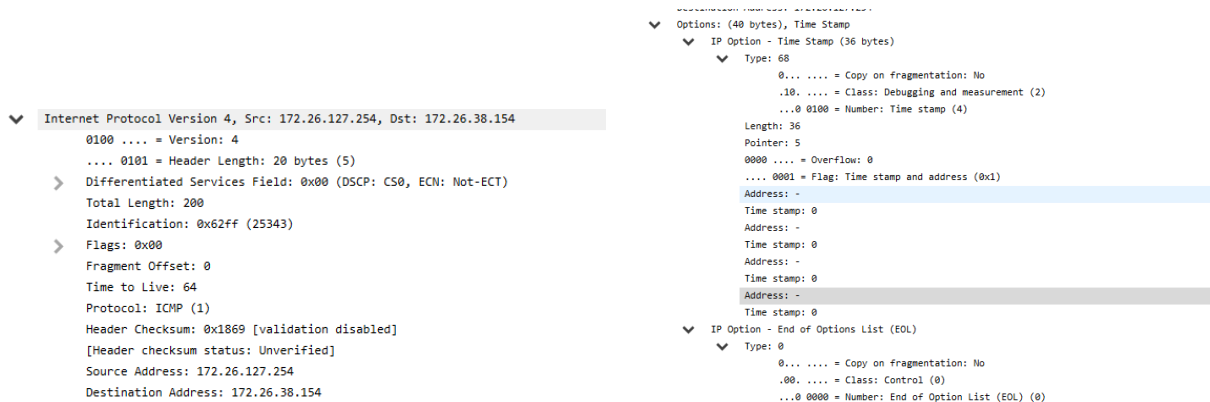 Internet Protocol Version 4, Src: 172.26.127.254, Dst: 172.26.38.154
0100 .... = Version: 4
.... 0101 = Header Length: 20 bytes (5)
Differentiated Services Field: 0x00 (DSCP: CS0, ECN: Not-ECT)
Total Length: 200
Identification: 0x62ff (25343)
Flags: 0x00
Fragment Offset: 0
Time to Live: 64
Protocol: ICMP (1)
Header Checksum: 0x1869 [validation disabled]
[Header checksum status: Unverified]
Source Address: 172.26.127.254
Destination Address: 172.26.38.154
Destination Address: 172.26.127.254
Options: (40 bytes), Time Stamp
IP Option - Time Stamp (36 bytes)
Type: 68
0... .... = Copy on fragmentation: No
.10. .... = Class: Debugging and measurement (2)
...0 0100 = Number: Time stamp (4)
Length: 36
Pointer: 5
0000 .... = Overflow: 0
.... 0001 = Flag: Time stamp and address (0x1)
Address: -
Time stamp: 0
Address: -
Time stamp: 0
Address: -
Time stamp: 0
Address: -
Time stamp: 0
IP Option - End of Options List (EOL)
Type: 0
0... .... = Copy on fragmentation: No
.00. .... = Class: Control (0)
...0 0000 = Number: End of Option List (EOL) (0)